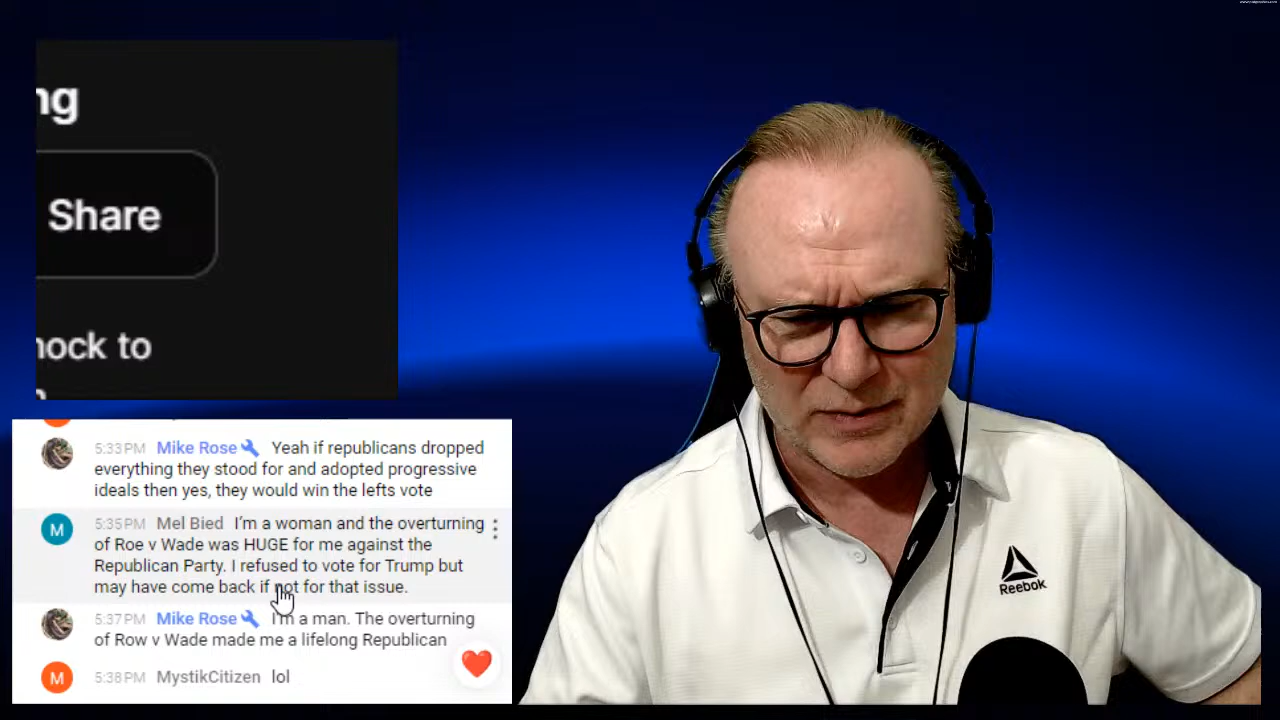 ng
Share
nock to
5:33 PM Mike Rose Yeah if republicans dropped
everything they stood for and adopted progressive
ideals then yes, they would win the lefts vote
M 5:35 PM Mel Bied I'm a woman and the overturning
of Roe v Wade was HUGE for me against the
Republican Party. I refused to vote for Trump but
may have come back if not for that issue.
5:37 PM Mike Rose I'm a man. The overturning
of Row v Wade made me a lifelong Republican
M 5:38 PM MystikCitizen lol
Reebok